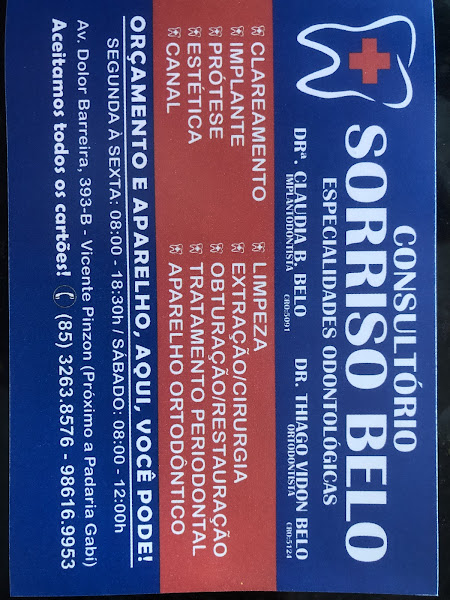 CONSULTÓRIO
SORRISO BELO
ESPECIALIDADES ODONTOLÓGICAS
DRª. CLAUDIA B. BELO
IMPLANTODONTISTA
CRO:5091
DR. THIAGO VIDON BELO
ORTODONTISTA
CRO:5124
CLAREAMENTO
IMPLANTE
PRÓTESE
ESTÉTICA
CANAL
LIMPEZA
EXTRAÇÃO/CIRURGIA
OBTURAÇÃO/RESTAURAÇÃO
TRATAMENTO PERIODONTAL
APARELHO ORTODÔNTICO
ORÇAMENTO E APARELHO, AQUI, VOCÊ PODE!
SEGUNDA À SEXTA: 08:00 - 18:30h / SÁBADO: 08:00 - 12:00h
Av. Dolor Barreira, 393-B - Vicente Pinzon (Próximo a Padaria Gabi)
Aceitamos todos os cartões! (85) 3263.8576 - 98616.9953